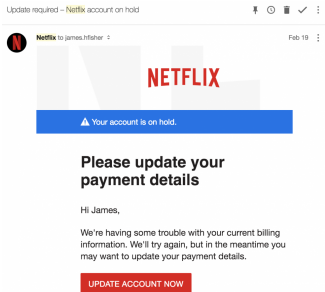 Update required – Netflix account on hold
Netflix to james.hfisher
Feb 19
NETFLIX
Your account is on hold.
Please update your
payment details
Hi James,
We're having some trouble with your current billing
information. We'll try again, but in the meantime you
may want to update your payment details.
UPDATE ACCOUNT NOW